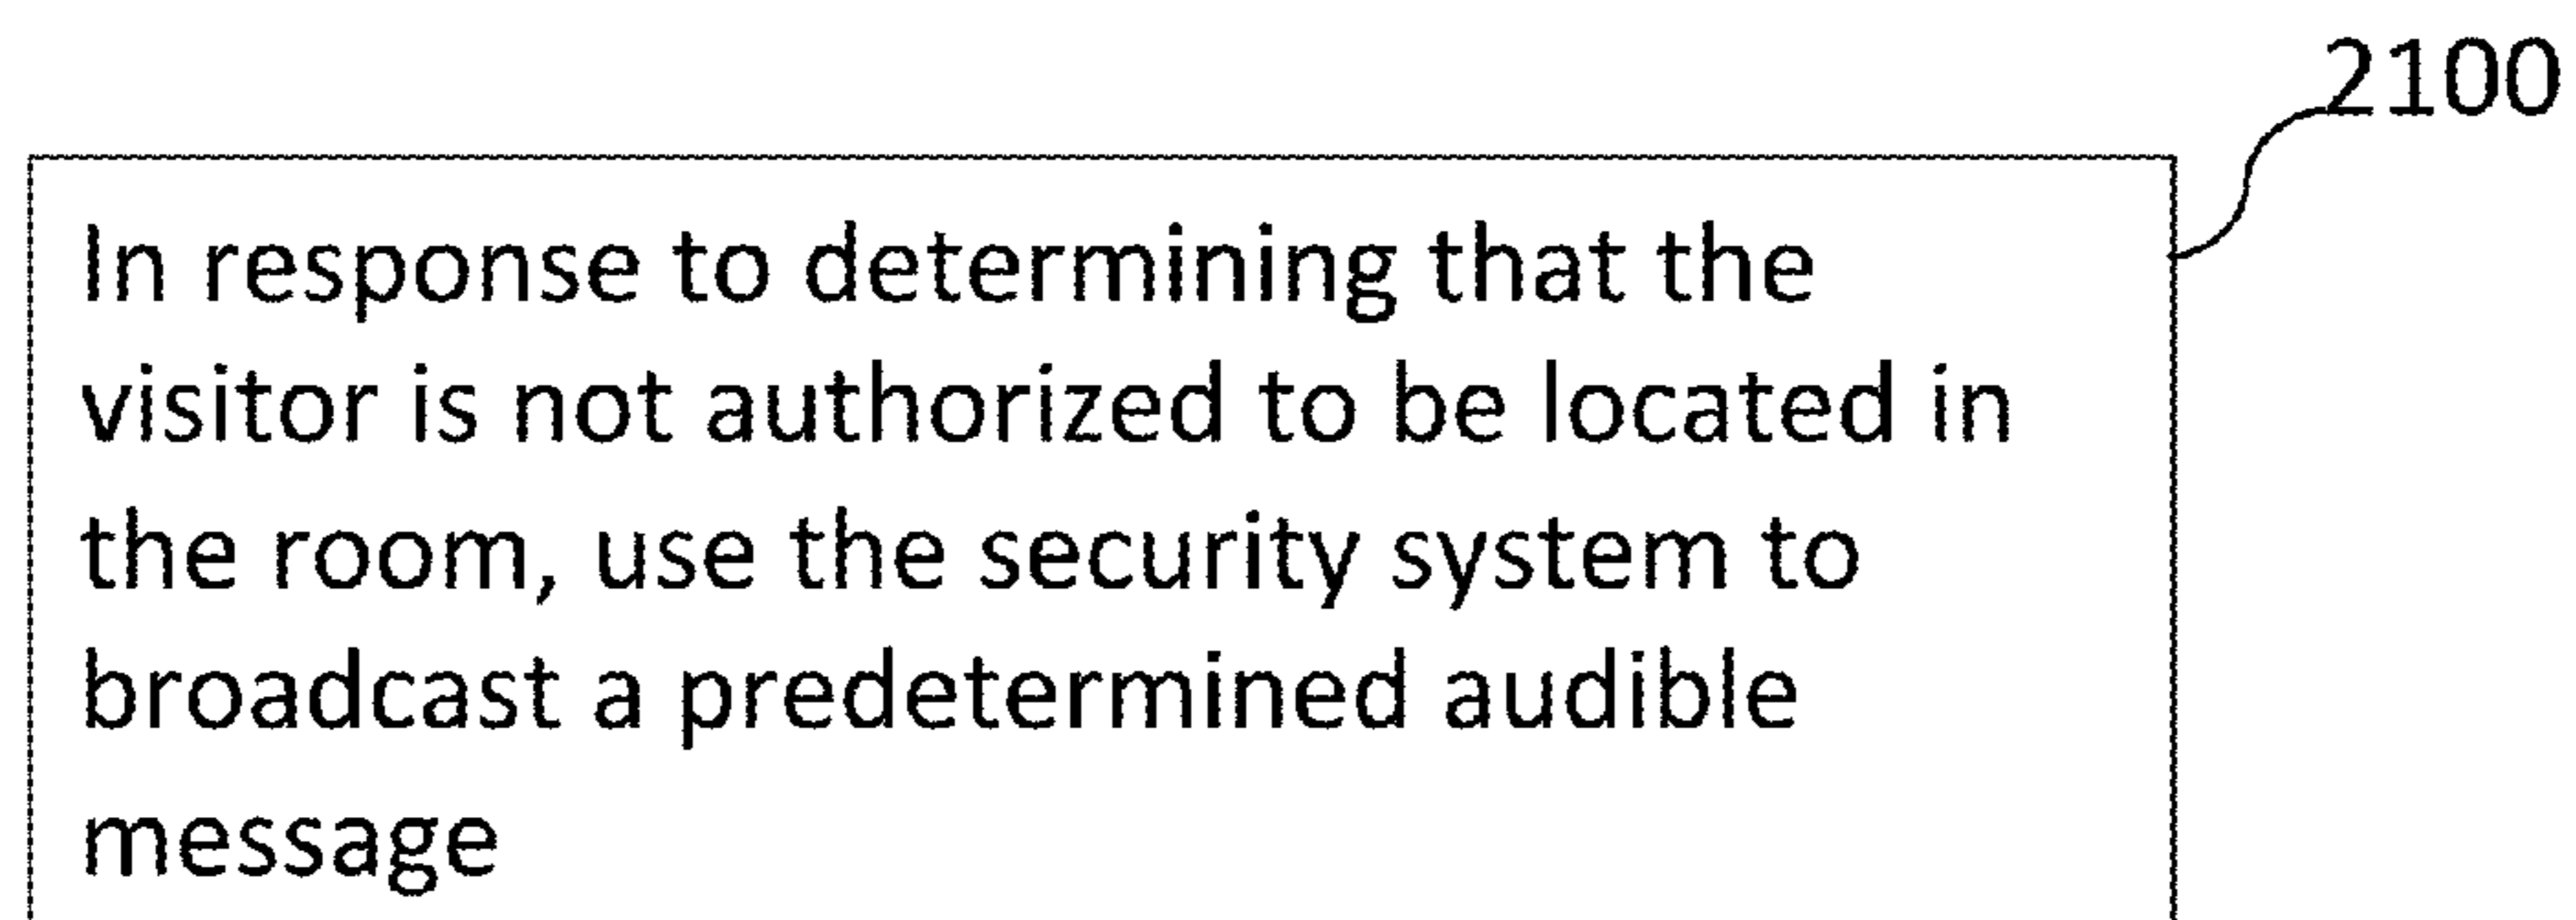 2100
In response to determining that the
visitor is not authorized to be located in
the room, use the security system to
broadcast a predetermined audible
message